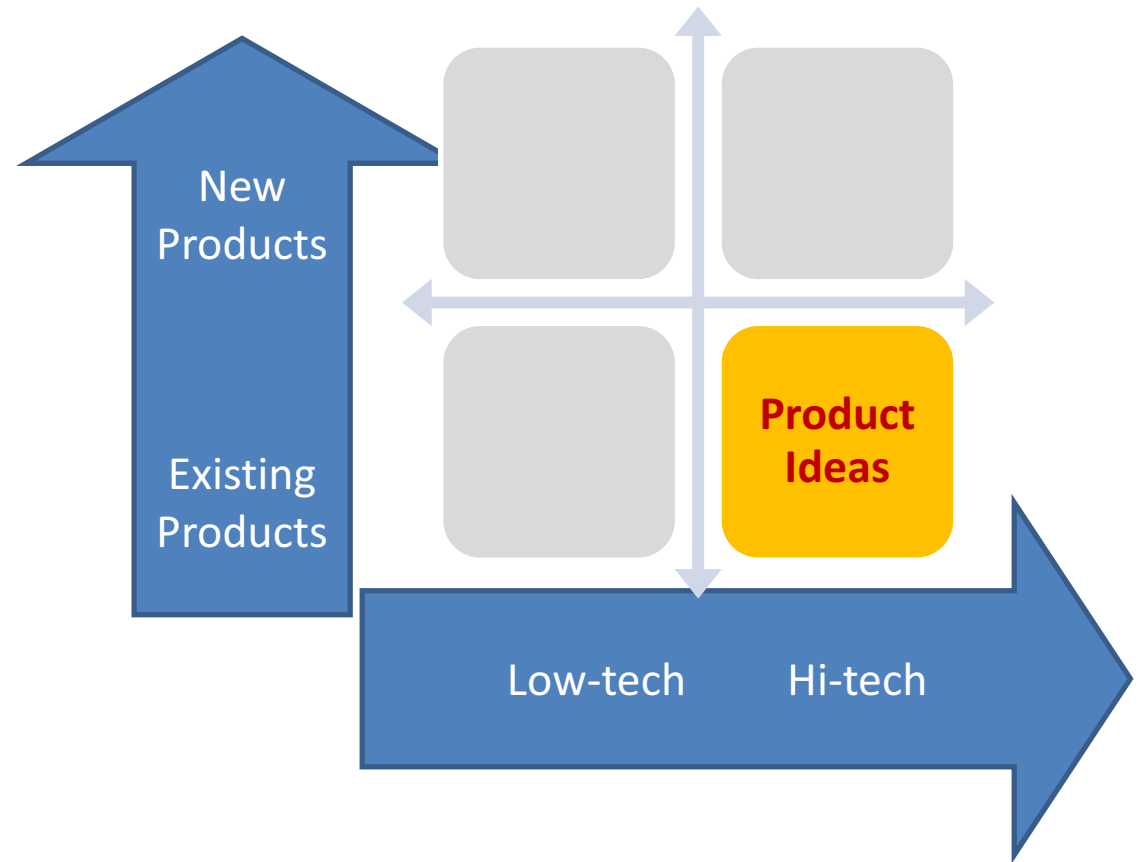 New
Products
Existing
Products
Product
Ideas
Low-tech
Hi-tech